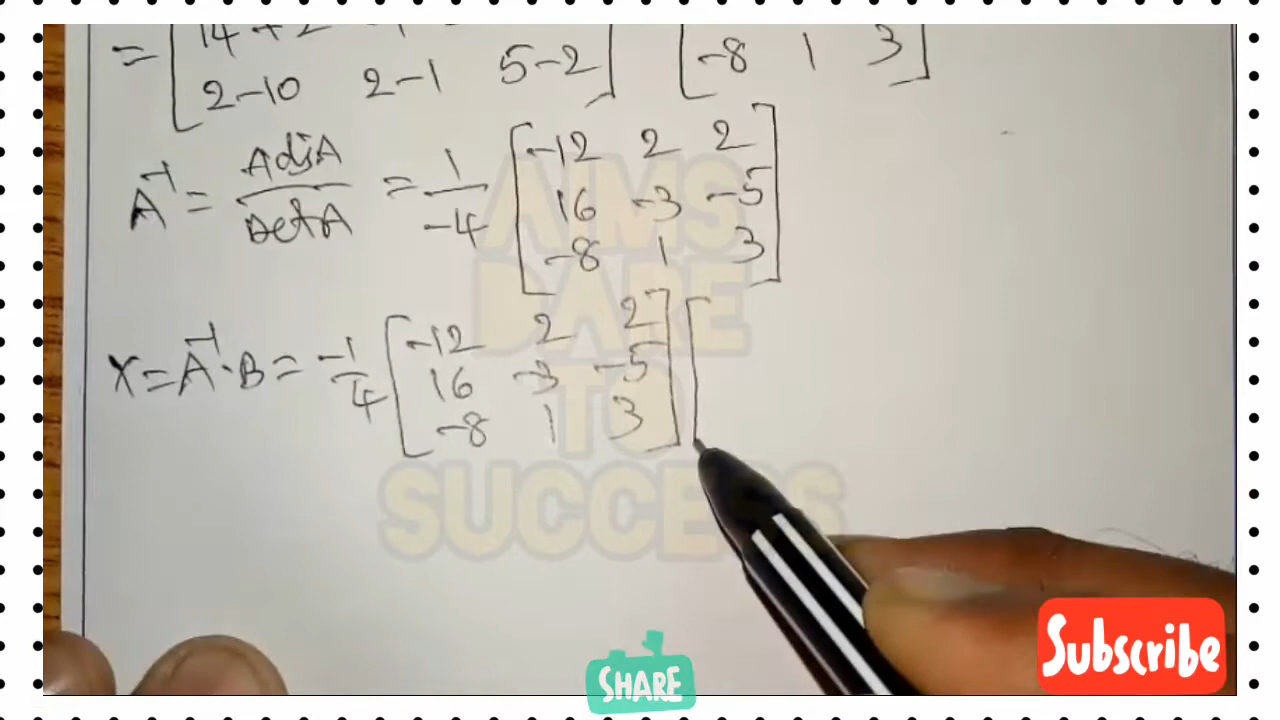 = [ 14+2
2-10 2-1 5-2 ] [ -8 1 3 ]
A⁻¹ = AdjA / DetA = 1/-4 [ -12 2 2
16 -3 -5
-8 1 3 ]
X = A⁻¹·B = -1/4 [ -12 2 2
16 -3 -5
-8 1 3 ] [
AIMS
DARE
TO
SUCCESS
SHARE
Subscribe